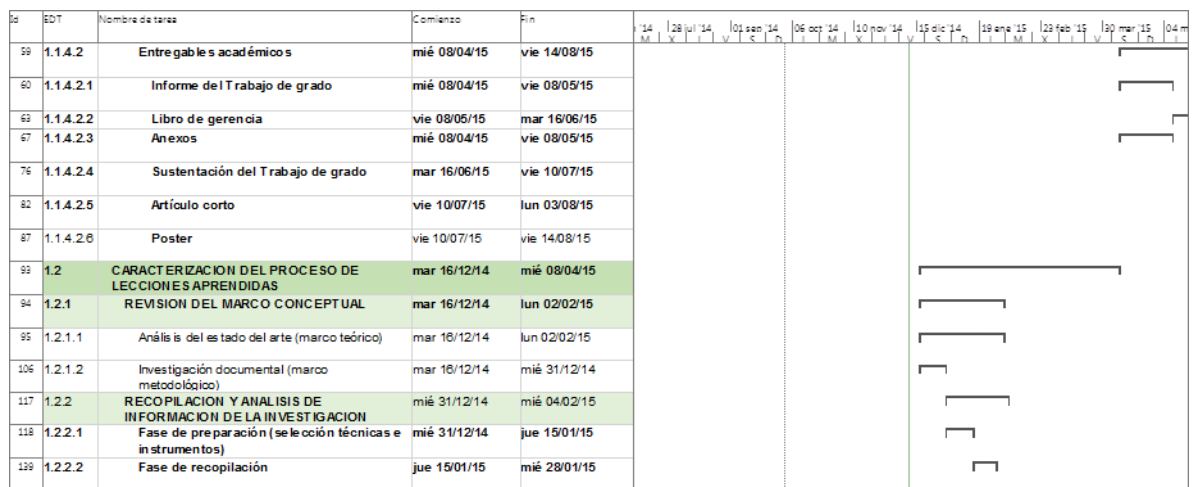 Id EDT Nombre de tarea Comienzo Fin '14 28 jul '14 01 sep '14 06 oct '14 10 nov '14 15 dic '14 19 ene '15 23 feb '15 30 mar '15 04 m
M X J V S D L M X J V S D L M X J V S D L
59 1.1.4.2 Entregables académicos mié 08/04/15 vie 14/08/15
60 1.1.4.2.1 Informe del Trabajo de grado mié 08/04/15 vie 08/05/15
63 1.1.4.2.2 Libro de gerencia vie 08/05/15 mar 16/06/15
67 1.1.4.2.3 Anexos mié 08/04/15 vie 08/05/15
76 1.1.4.2.4 Sustentación del Trabajo de grado mar 16/06/15 vie 10/07/15
82 1.1.4.2.5 Artículo corto vie 10/07/15 lun 03/08/15
87 1.1.4.2.6 Poster vie 10/07/15 vie 14/08/15
93 1.2 CARACTERIZACION DEL PROCESO DE mar 16/12/14 mié 08/04/15
LECCIONES APRENDIDAS
94 1.2.1 REVISION DEL MARCO CONCEPTUAL mar 16/12/14 lun 02/02/15
95 1.2.1.1 Análisis del estado del arte (marco teórico) mar 16/12/14 lun 02/02/15
106 1.2.1.2 Investigación documental (marco mar 16/12/14 mié 31/12/14
metodológico)
117 1.2.2 RECOPILACION Y ANALISIS DE mié 31/12/14 mié 04/02/15
INFORMACION DE LA INVESTIGACION
118 1.2.2.1 Fase de preparación (selección técnicas e mié 31/12/14 jue 15/01/15
instrumentos)
139 1.2.2.2 Fase de recopilación jue 15/01/15 mié 28/01/15